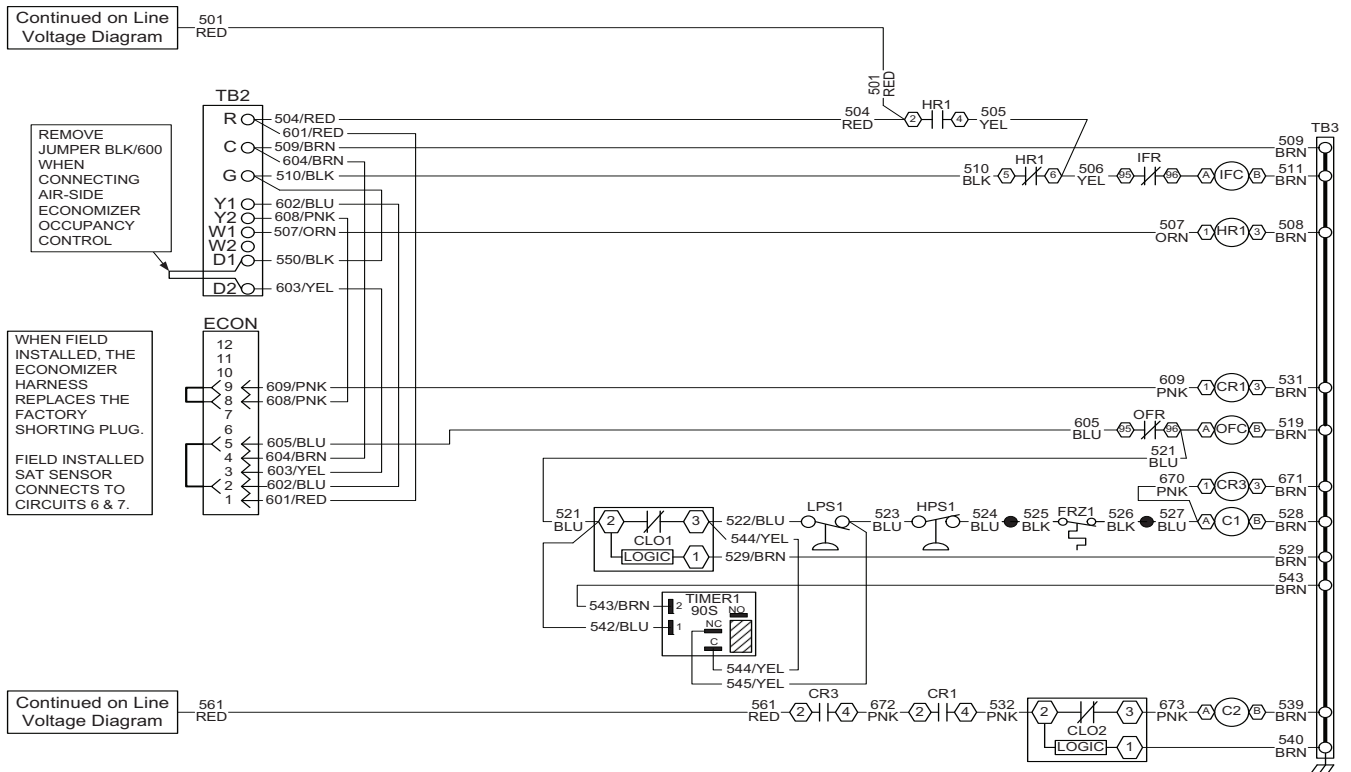 Continued on Line
Voltage Diagram
501
RED
501
RED
TB2
R
504/RED
601/RED
C
509/BRN
604/BRN
G
510/BLK
Y1
602/BLU
Y2
608/PNK
W1
507/ORN
W2
D1
550/BLK
D2
603/YEL
REMOVE
JUMPER BLK/600
WHEN
CONNECTING
AIR-SIDE
ECONOMIZER
OCCUPANCY
CONTROL
504
RED
2
HR1
4
505
YEL
TB3
509
BRN
510
BLK
5
HR1
6
506
YEL
95
IFR
96
A
IFC
B
511
BRN
507
ORN
1
HR1
3
508
BRN
ECON
12
11
10
9
609/PNK
8
608/PNK
7
6
5
605/BLU
4
604/BRN
3
603/YEL
2
602/BLU
1
601/RED
WHEN FIELD
INSTALLED, THE
ECONOMIZER
HARNESS
REPLACES THE
FACTORY
SHORTING PLUG.
FIELD INSTALLED
SAT SENSOR
CONNECTS TO
CIRCUITS 6 & 7.
609
PNK
1
CR1
3
531
BRN
605
BLU
95
OFR
96
A
OFC
B
519
BRN
521
BLU
670
PNK
1
CR3
3
671
BRN
521
BLU
2
3
CLO1
LOGIC
1
522/BLU
544/YEL
529/BRN
LPS1
523
BLU
HPS1
524
BLU
525
BLK
FRZ1
526
BLK
527
BLU
A
C1
B
528
BRN
529
BRN
543
BRN
543/BRN
2
542/BLU
1
TIMER1
90S
NO
NC
C
544/YEL
545/YEL
Continued on Line
Voltage Diagram
561
RED
561
RED
2
CR3
4
672
PNK
2
CR1
4
532
PNK
2
3
CLO2
LOGIC
1
673
PNK
A
C2
B
539
BRN
540
BRN